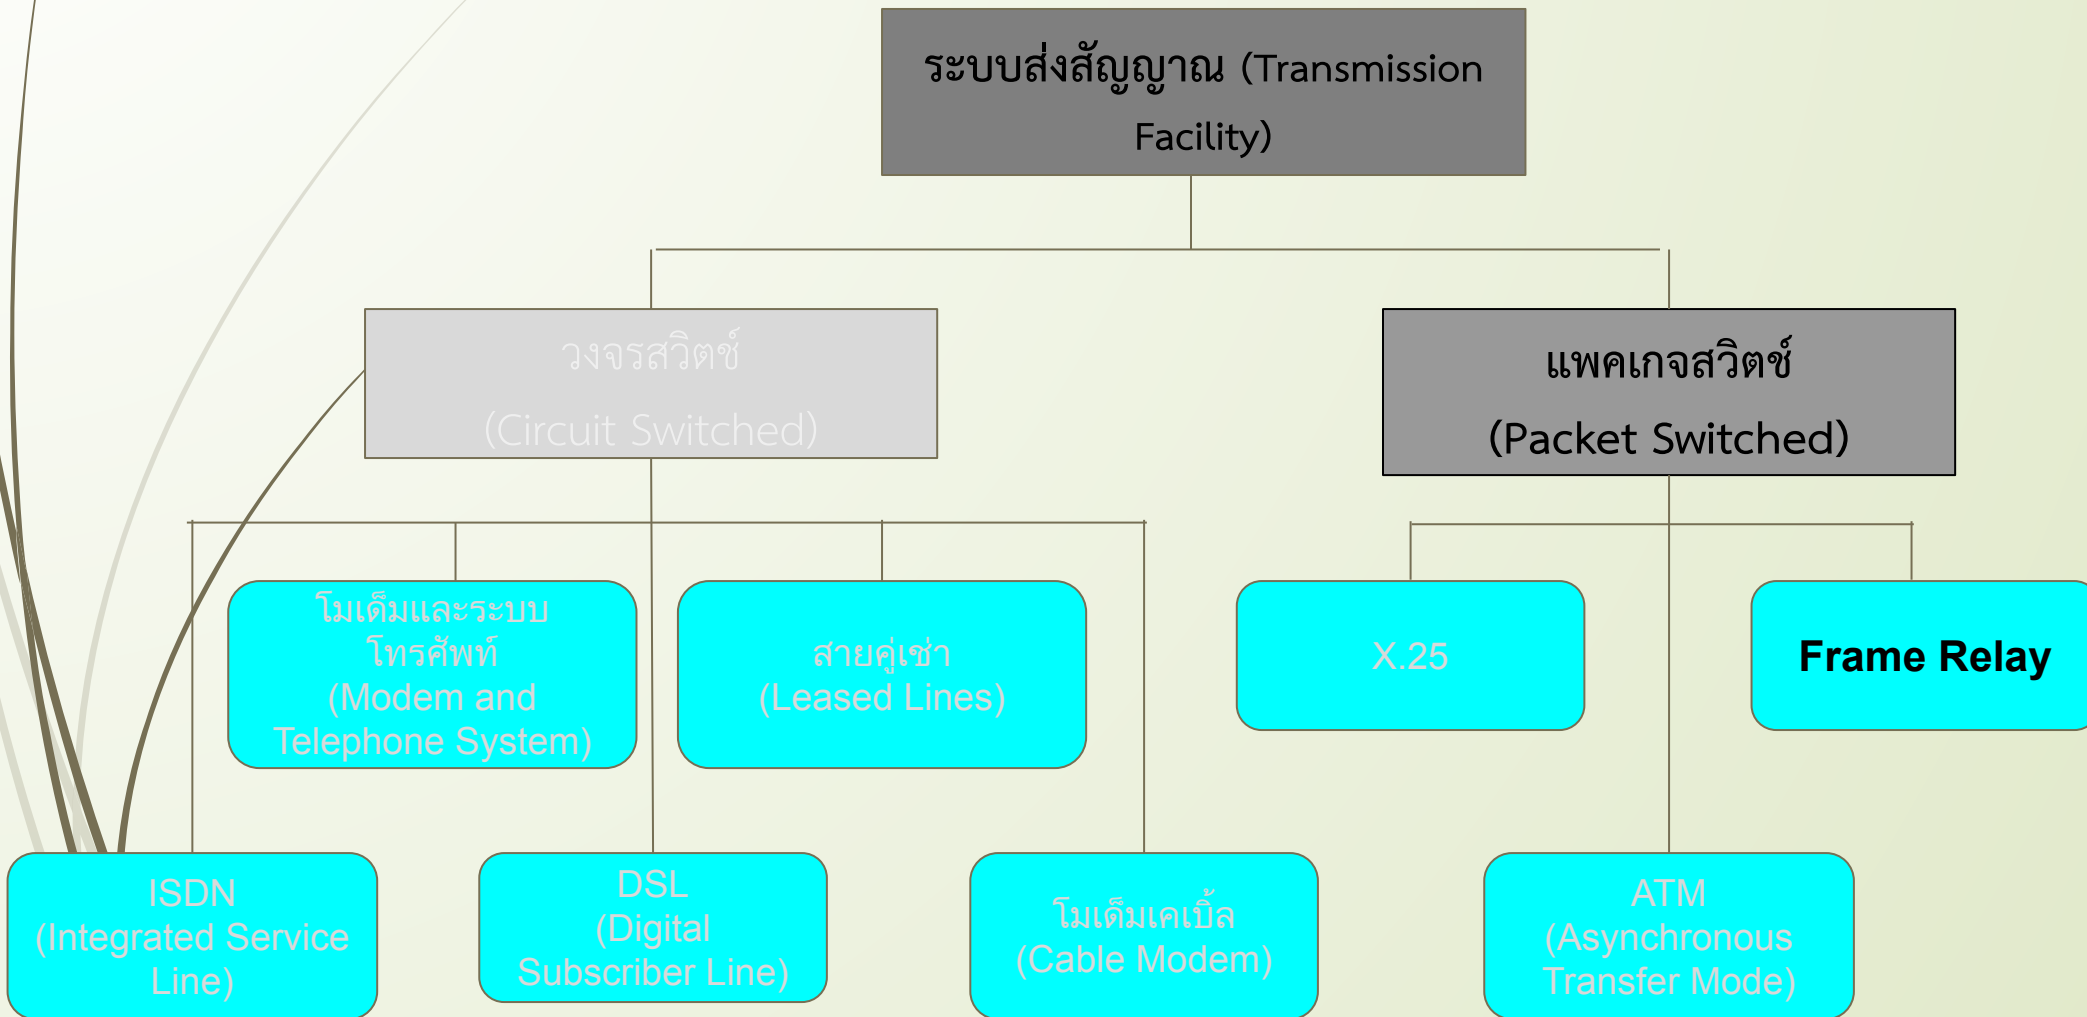 ระบบส่งสัญญาณ (Transmission
Facility)
วงจรสวิตช์
(Circuit Switched)
แพคเกจสวิตช์
(Packet Switched)
โมเด็มและระบบ
โทรศัพท์
(Modem and
Telephone System)
สายคู่เช่า
(Leased Lines)
X.25
Frame Relay
ISDN
(Integrated Service
Line)
DSL
(Digital
Subscriber Line)
โมเด็มเคเบิ้ล
(Cable Modem)
ATM
(Asynchronous
Transfer Mode)